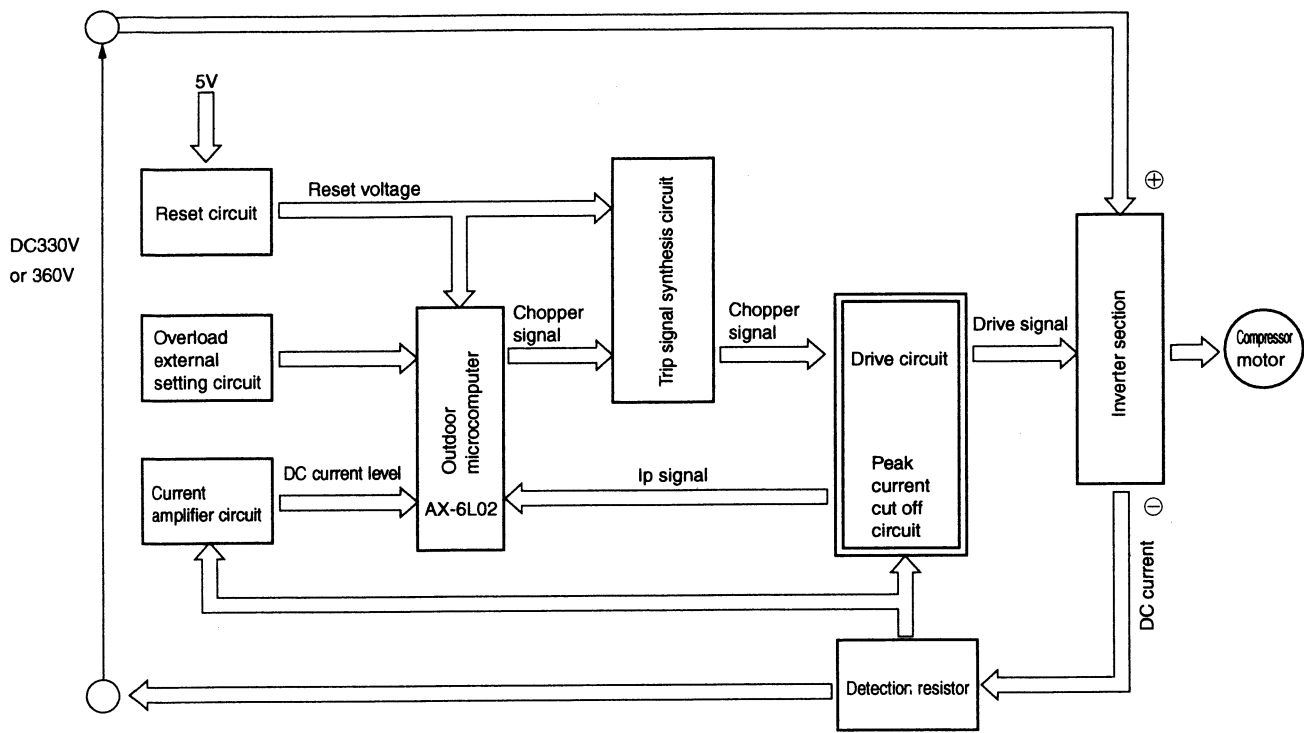 5V
Reset circuit
Reset voltage
Trip signal synthesis circuit
⊕
DC330V
or 360V
Overload
external
setting circuit
Outdoor
microcomputer
AX-6L02
Chopper
signal
Chopper
signal
Drive circuit
Drive signal
Inverter section
Compressor
motor
Current
amplifier circuit
DC current level
Ip signal
Peak
current
cut off
circuit
⊖
DC current
Detection resistor